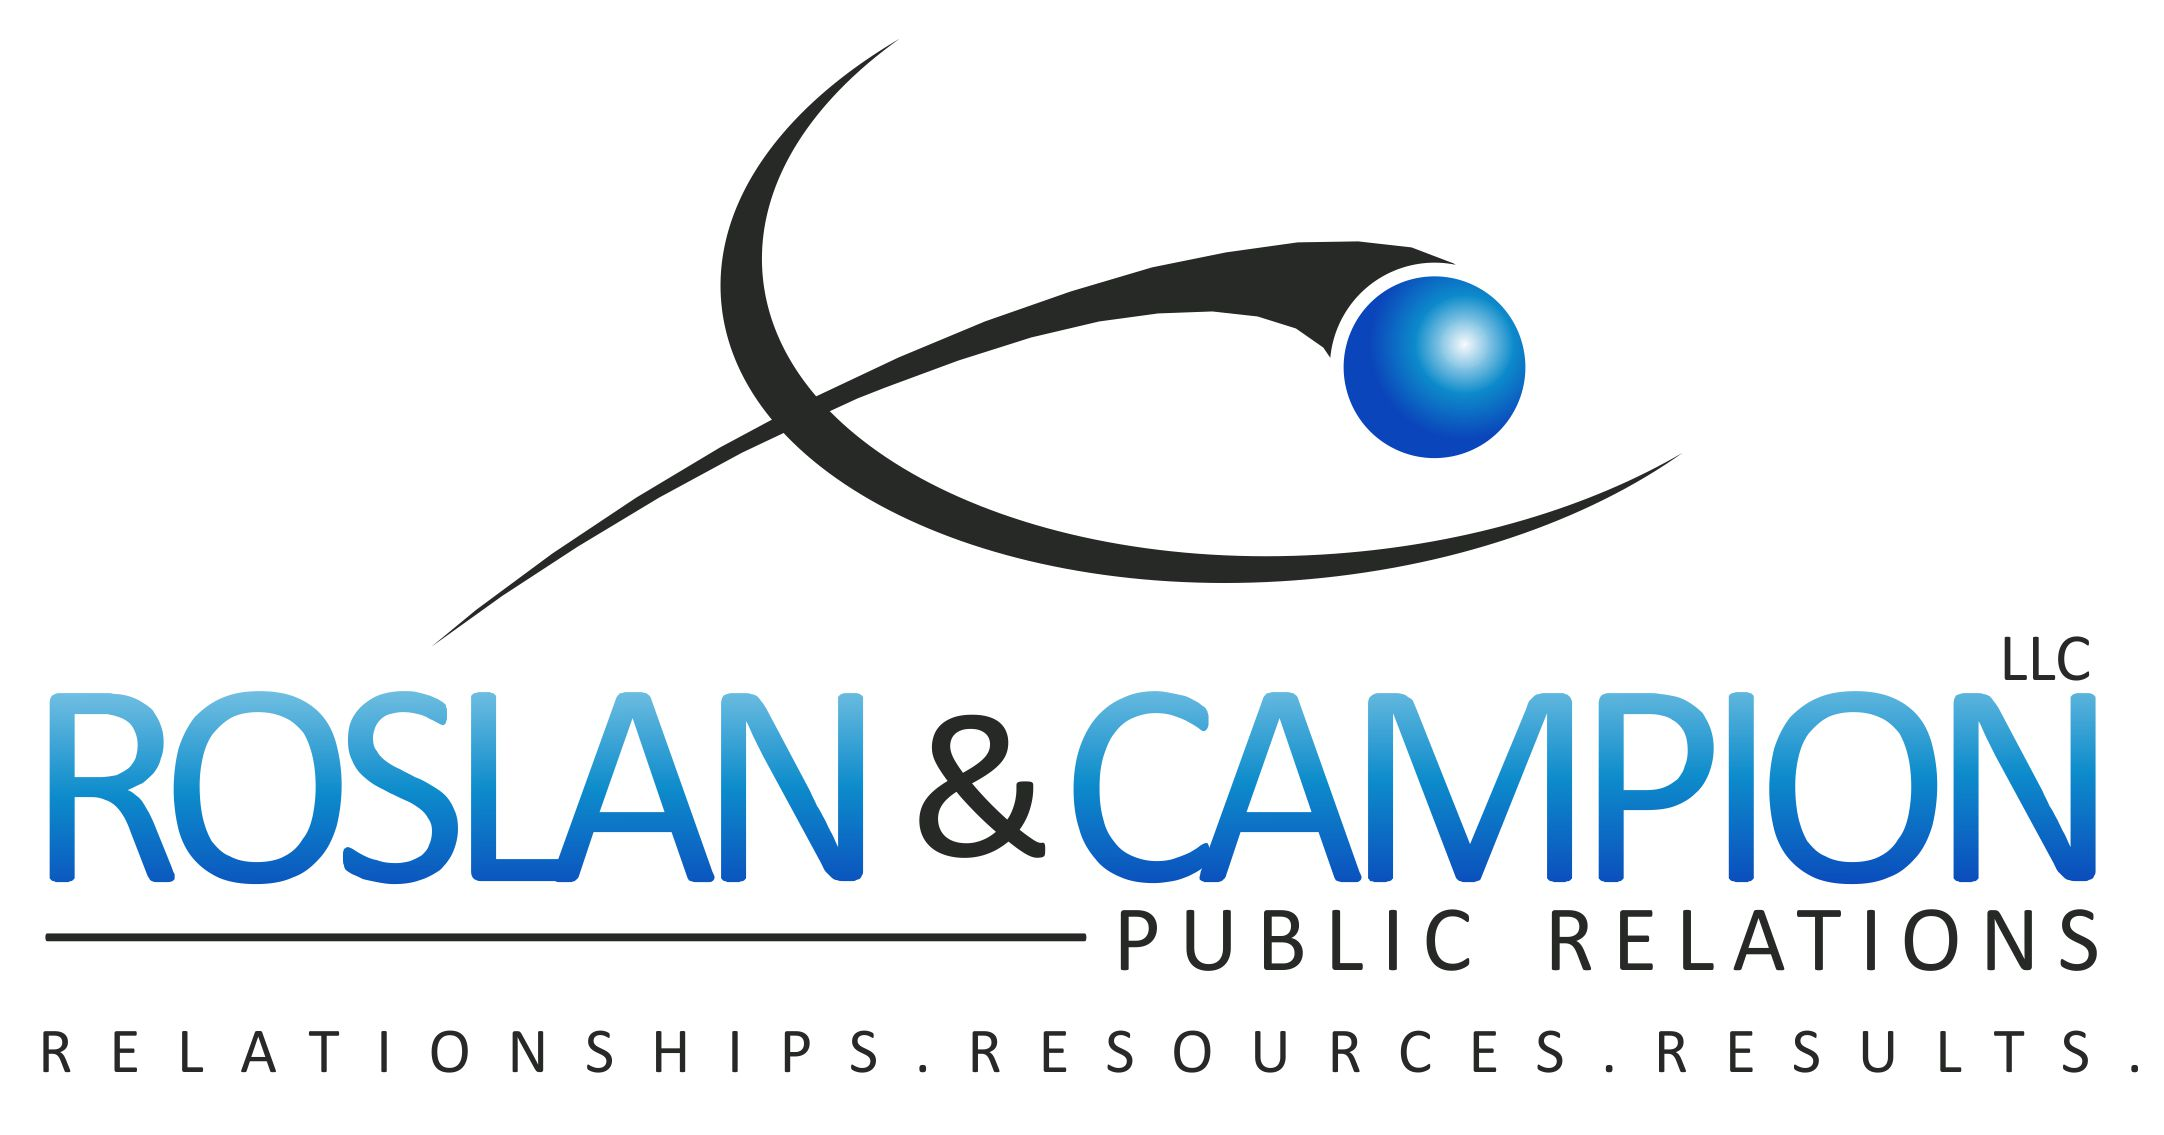 LLC
ROSLAN & CAMPION
PUBLIC RELATIONS
RELATIONSHIPS.RESOURCES.RESULTS.